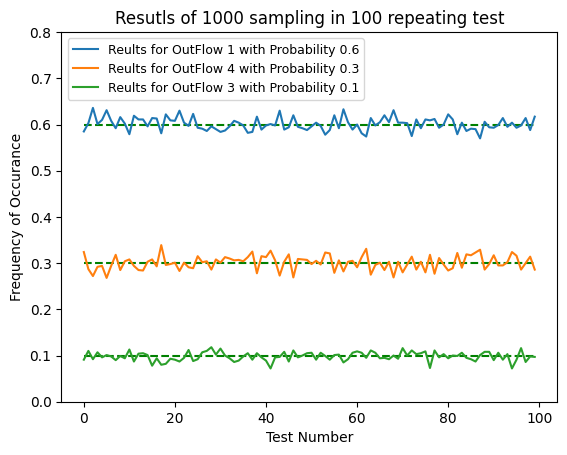 Resutls of 1000 sampling in 100 repeating test
0.8
0.7
0.6
0.5
0.4
0.3
0.2
0.1
0.0
Frequency of Occurance
Reults for OutFlow 1 with Probability 0.6
Reults for OutFlow 4 with Probability 0.3
Reults for OutFlow 3 with Probability 0.1
0 20 40 60 80 100
Test Number